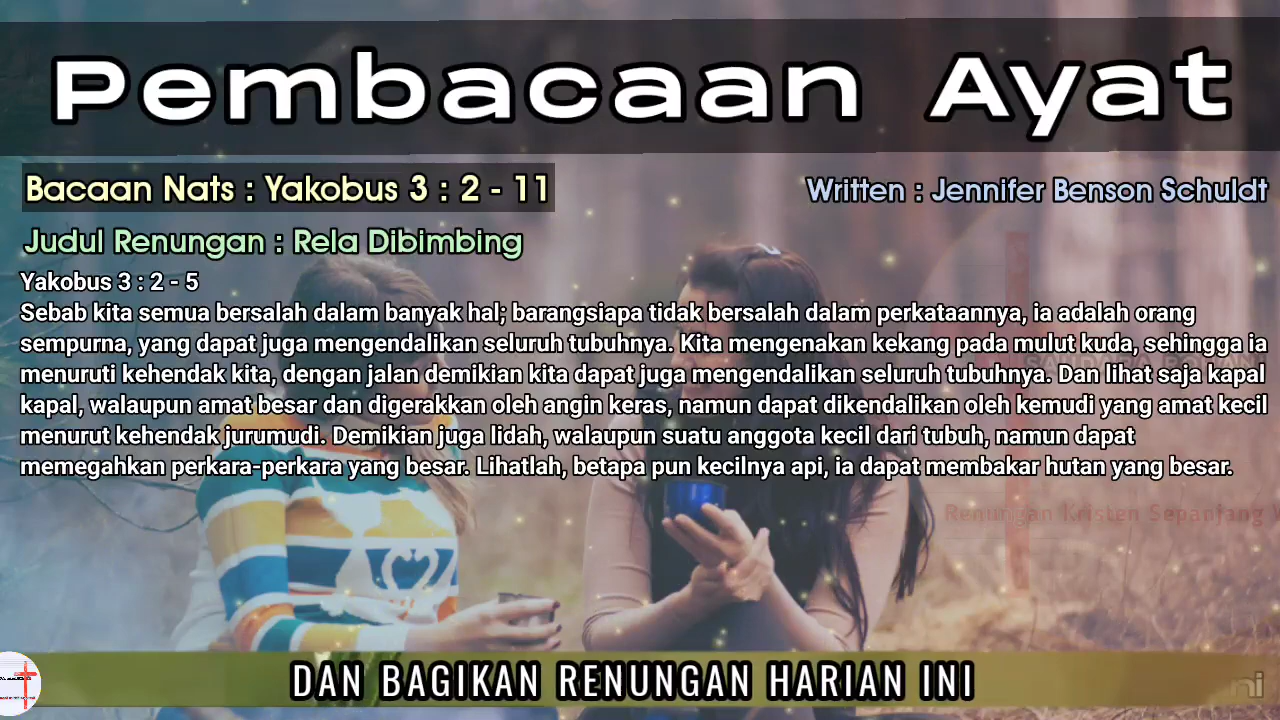 Pembacaan Ayat
Bacaan Nats : Yakobus 3 : 2 - 11
Written : Jennifer Benson Schuldt
Judul Renungan : Rela Dibimbing
Yakobus 3 : 2 - 5
Sebab kita semua bersalah dalam banyak hal; barangsiapa tidak bersalah dalam perkataannya, ia adalah orang
sempurna, yang dapat juga mengendalikan seluruh tubuhnya. Kita mengenakan kekang pada mulut kuda, sehingga ia
menuruti kehendak kita, dengan jalan demikian kita dapat juga mengendalikan seluruh tubuhnya. Dan lihat saja kapal
kapal, walaupun amat besar dan digerakkan oleh angin keras, namun dapat dikendalikan oleh kemudi yang amat kecil
menurut kehendak jurumudi. Demikian juga lidah, walaupun suatu anggota kecil dari tubuh, namun dapat
memegahkan perkara-perkara yang besar. Lihatlah, betapa pun kecilnya api, ia dapat membakar hutan yang besar.
Renungan Kristen Sepanjang
DAN BAGIKAN RENUNGAN HARIAN INI